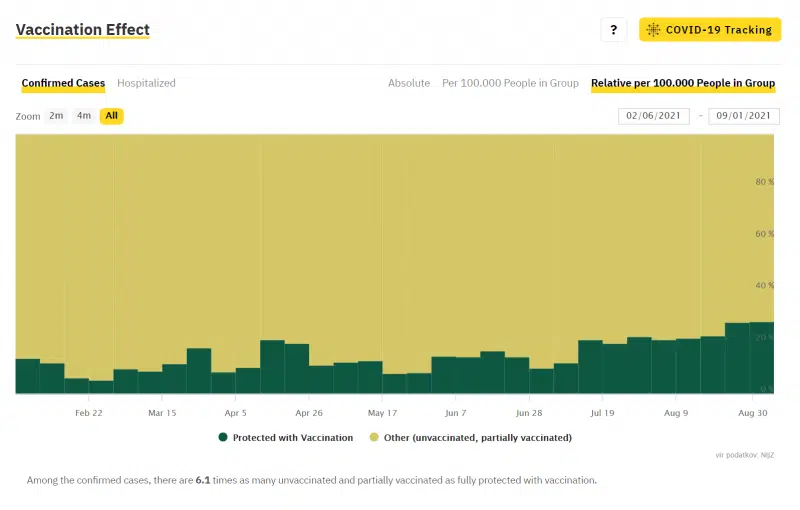 Vaccination Effect
?
COVID-19 Tracking
Confirmed Cases Hospitalized Absolute Per 100.000 People in Group Relative per 100.000 People in Group
Zoom 2m 4m All 02/06/2021 - 09/01/2021
80 %
60 %
40 %
20 %
0 %
Feb 22 Mar 15 Apr 5 Apr 26 May 17 Jun 7 Jun 28 Jul 19 Aug 9 Aug 30
Protected with Vaccination Other (unvaccinated, partially vaccinated)
vir podatkov: NIJZ
Among the confirmed cases, there are 6.1 times as many unvaccinated and partially vaccinated as fully protected with vaccination.